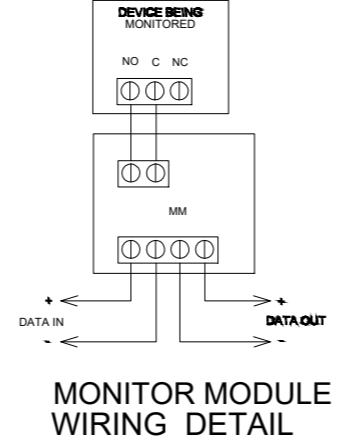 DEVICE BEING
MONITORED
NO C NC
MM
+ +
DATA IN DATA OUT
- -
MONITOR MODULE
WIRING DETAIL